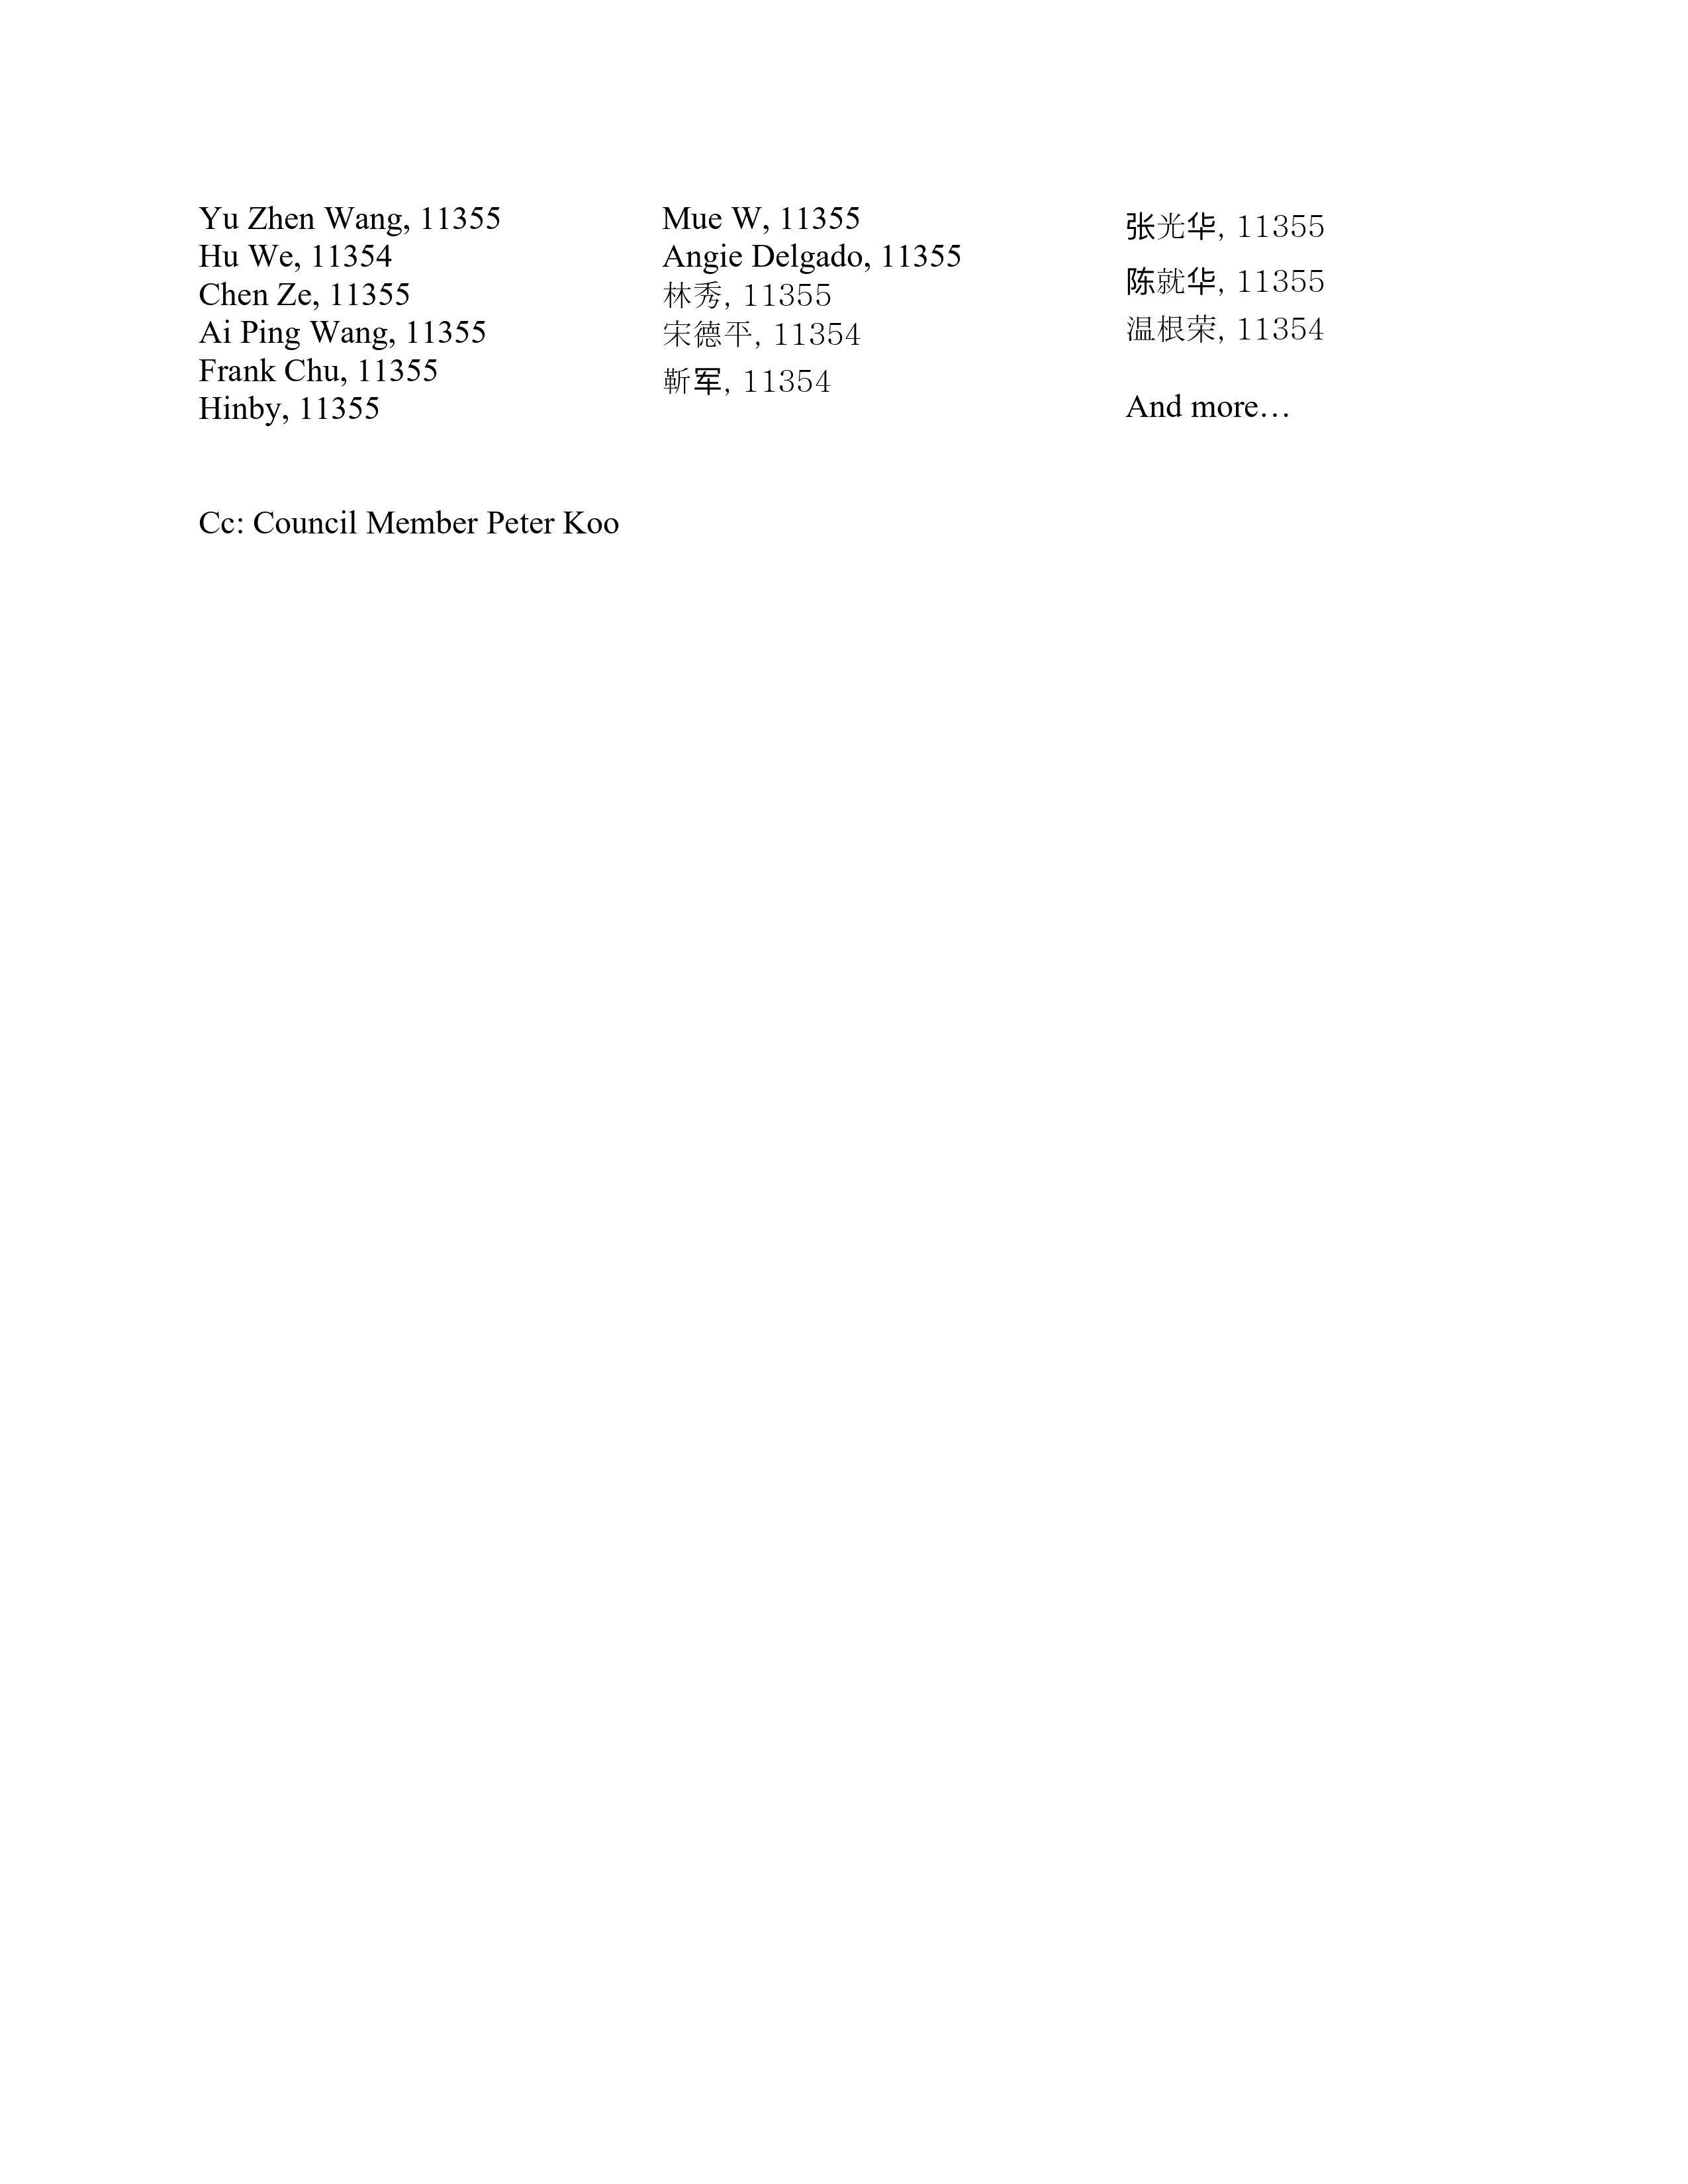 Yu Zhen Wang, 11355
Hu We, 11354
Chen Ze, 11355
Ai Ping Wang, 11355
Frank Chu, 11355
Hinby, 11355
Mue W, 11355
Angie Delgado, 11355
林秀, 11355
宋德平, 11354
靳军, 11354
张光华, 11355
陈就华, 11355
温根荣, 11354
And more…
Cc: Council Member Peter Koo